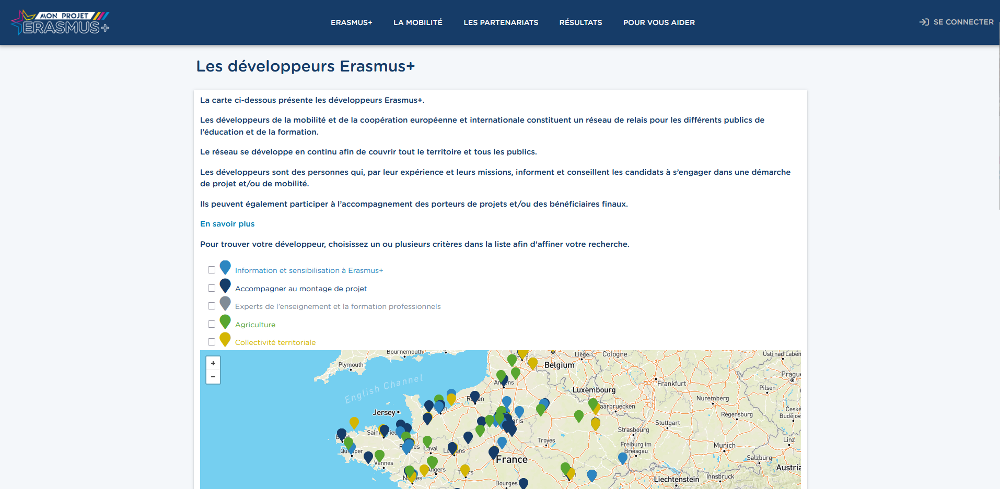 MON PROJET
ERASMUS+
ERASMUS+
LA MOBILITÉ
LES PARTENARIATS
RÉSULTATS
POUR VOUS AIDER
SE CONNECTER
Les développeurs Erasmus+
La carte ci-dessous présente les développeurs Erasmus+.
Les développeurs de la mobilité et de la coopération européenne et internationale constituent un réseau de relais pour les différents publics de
l’éducation et de la formation.
Le réseau se développe en continu afin de couvrir tout le territoire et tous les publics.
Les développeurs sont des personnes qui, par leur expérience et leurs missions, informent et conseillent les candidats à s’engager dans une démarche
de projet et/ou de mobilité.
Ils peuvent également participer à l’accompagnement des porteurs de projets et/ou des bénéficiaires finaux.
En savoir plus
Pour trouver votre développeur, choisissez un ou plusieurs critères dans la liste afin d'affiner votre recherche.
Information et sensibilisation à Erasmus+
Accompagner au montage de projet
Experts de l’enseignement et la formation professionnels
Agriculture
Collectivité territoriale
+
−
Bournemouth
Plymouth
English Channel
Jersey
Liège
Cologne
Belgium
Ústí nad Laben
Frankfurt
Luxembourg
Pilsen
Nuremberg
Regensburg
Stuttgart
Strasbourg
Troyes
Laval
Vannes
France
Freiburg im
Breisgau
Munich
Linz
Salzburg
Austria
Bourges
Liechtenstein
Innsbruck